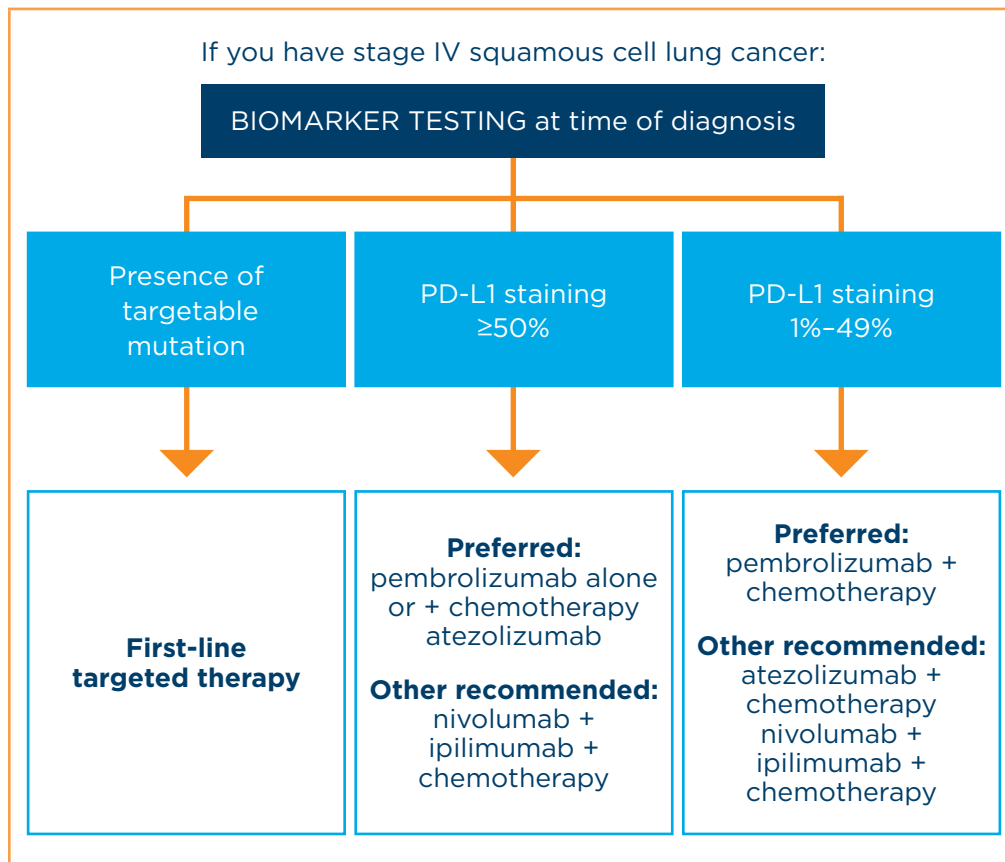 If you have stage IV squamous cell lung cancer:
BIOMARKER TESTING at time of diagnosis
Presence of
targetable
mutation
PD-L1 staining
≥50%
PD-L1 staining
1%–49%
First-line
targeted therapy
Preferred:
pembrolizumab alone
or + chemotherapy
atezolizumab
Other recommended:
nivolumab +
ipilimumab +
chemotherapy
Preferred:
pembrolizumab +
chemotherapy
Other recommended:
atezolizumab +
chemotherapy
nivolumab +
ipilimumab +
chemotherapy